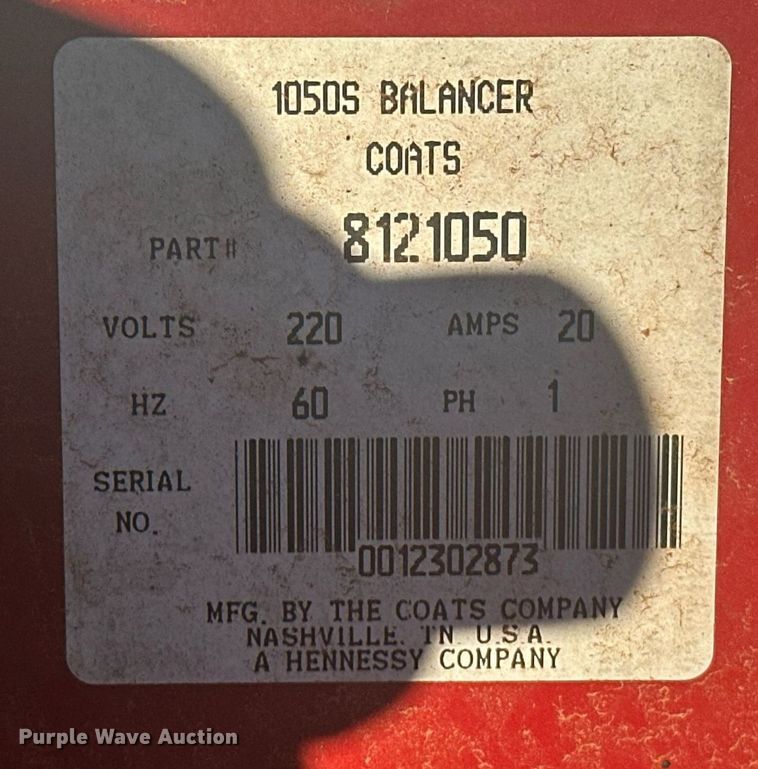 1050S BALANCER
COATS
PART# 8121050
VOLTS 220 AMPS 20
HZ 60 PH 1
SERIAL
NO.
0012302873
MFG. BY THE COATS COMPANY
NASHVILLE. TN U.S.A.
A HENNESSY COMPANY
Purple Wave Auction